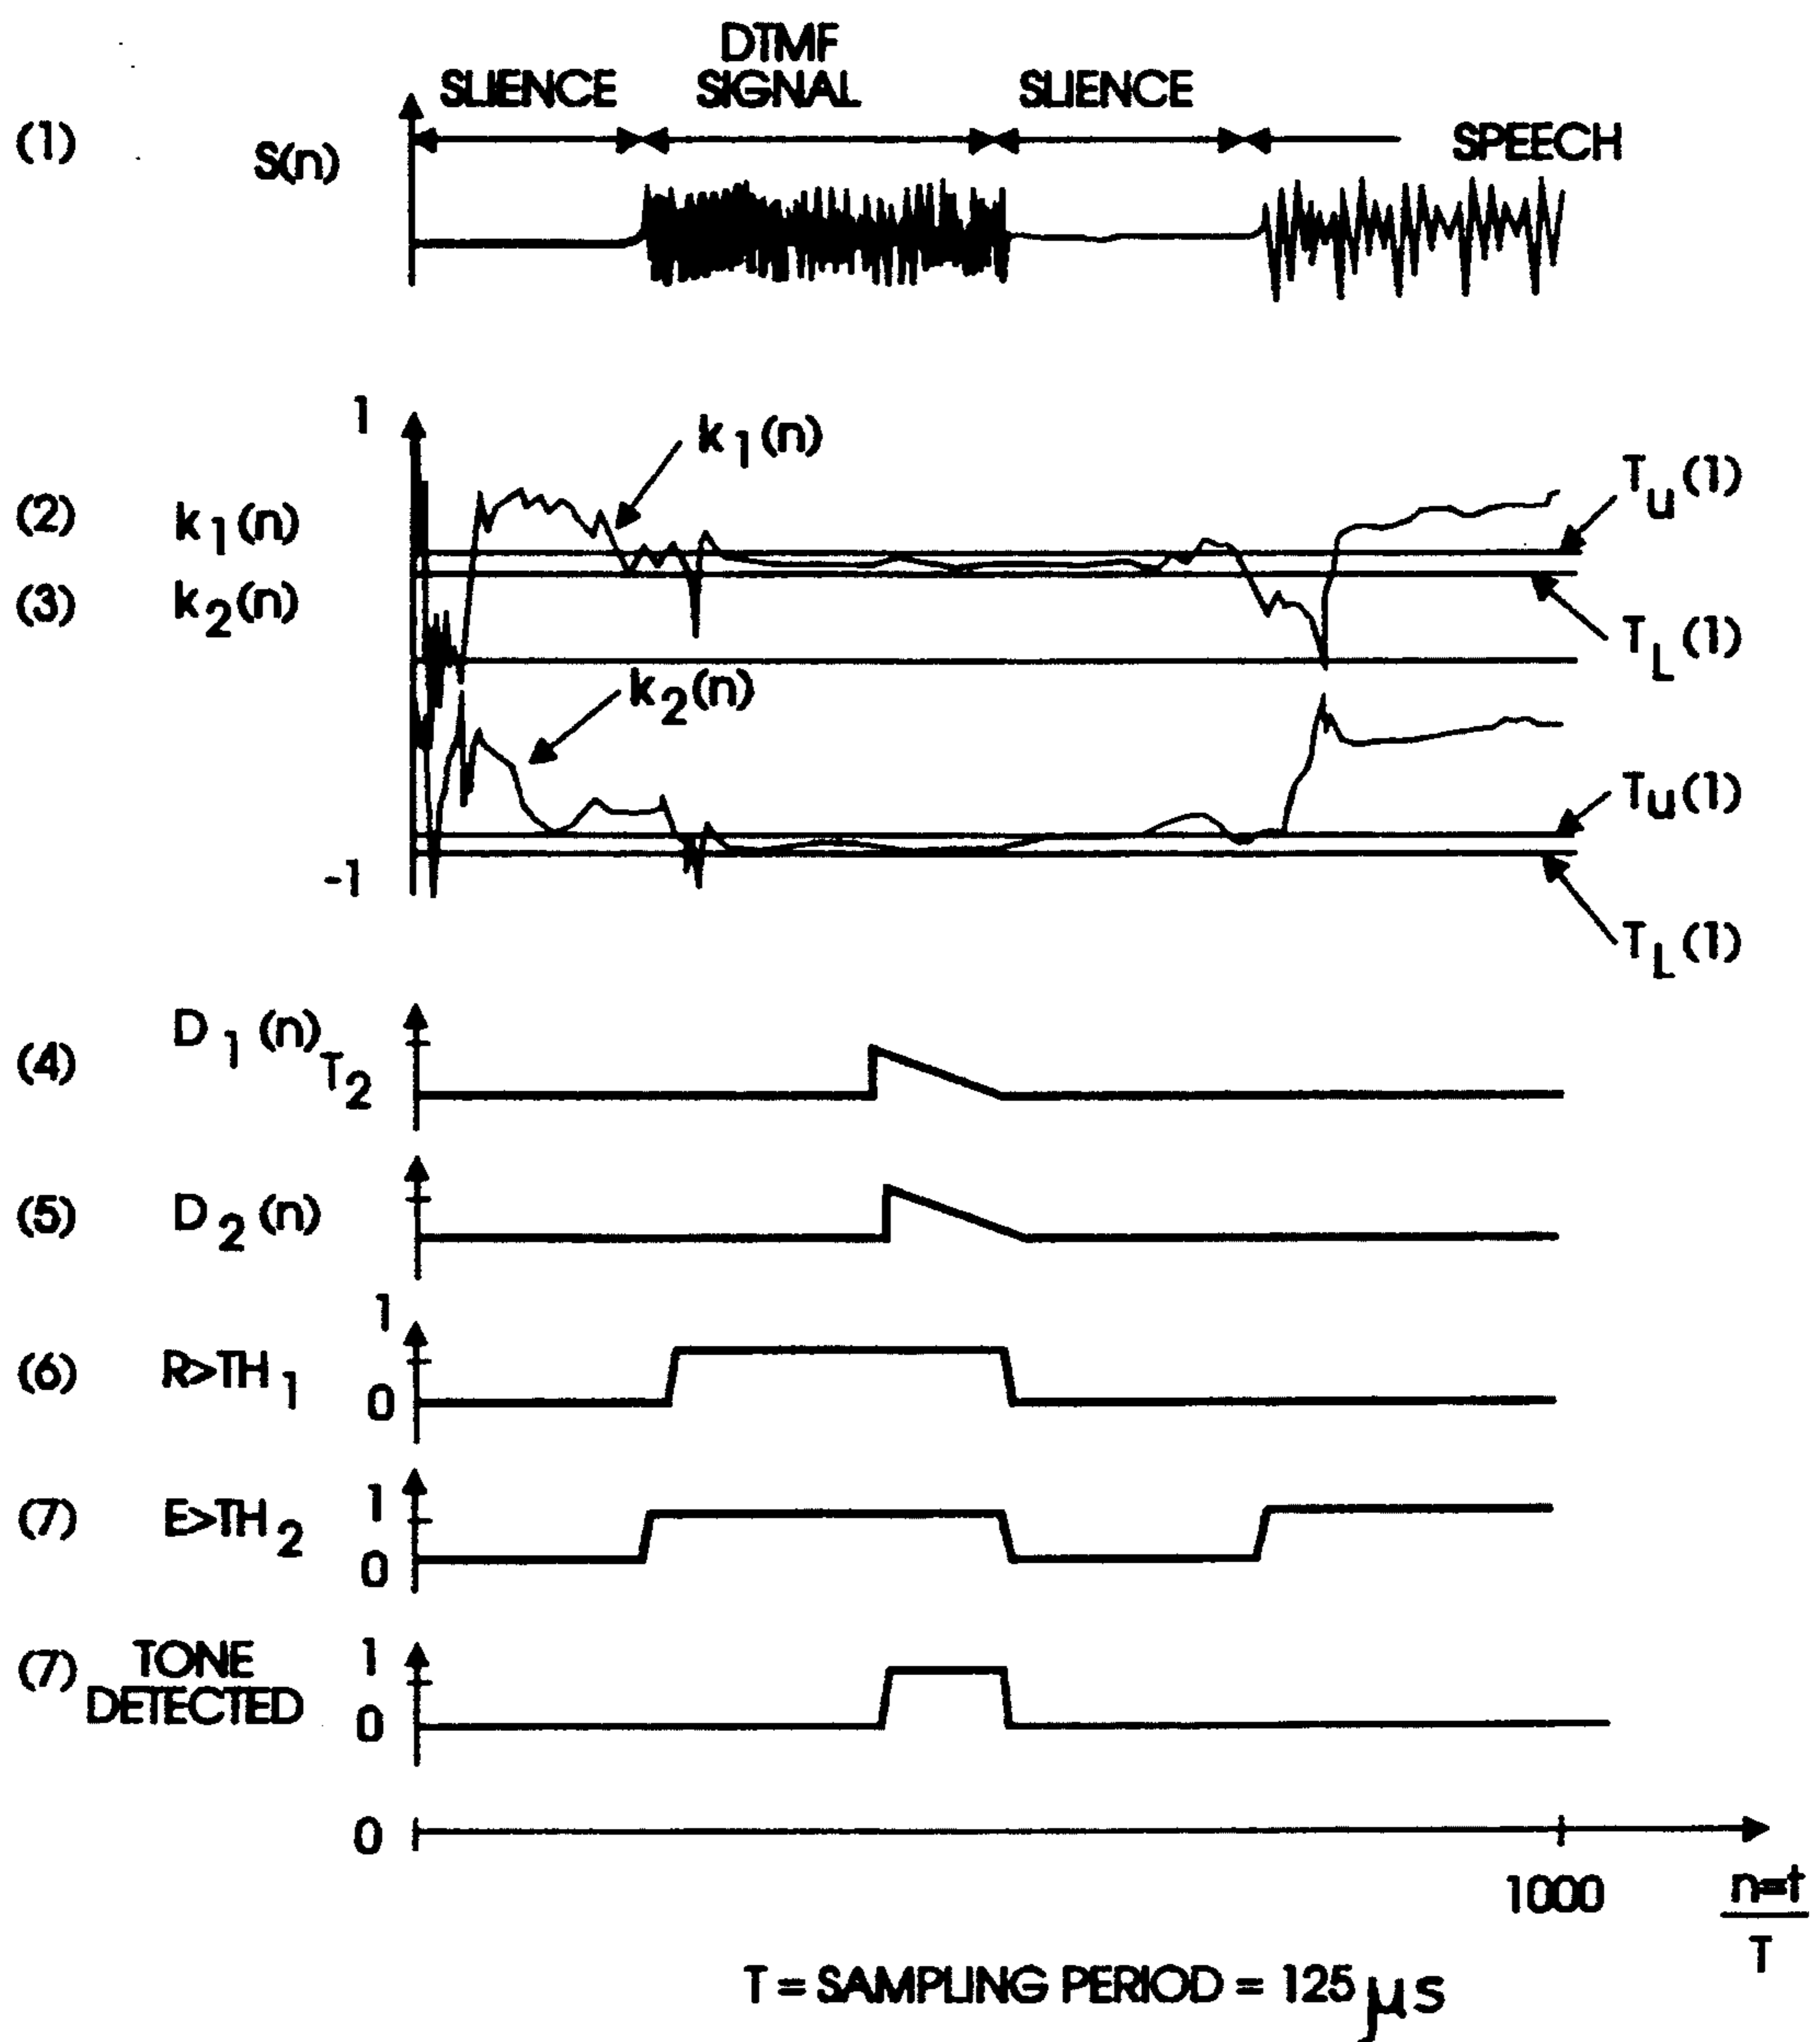 DTMF
SLIENCE SIGNAL SLIENCE
(1) S(n) SPEECH
1
k1(n)
Tu(1)
(2) k1(n)
(3) k2(n)
TL(1)
k2(n)
Tu(1)
-1
TL(1)
(4) D1(n) T2
(5) D2(n)
1
(6) R>TH1
0
(7) E>TH2 1
0
(7) TONE 1
DETECTED 0
0
1000 n=t
T
T = SAMPLING PERIOD = 125 μs